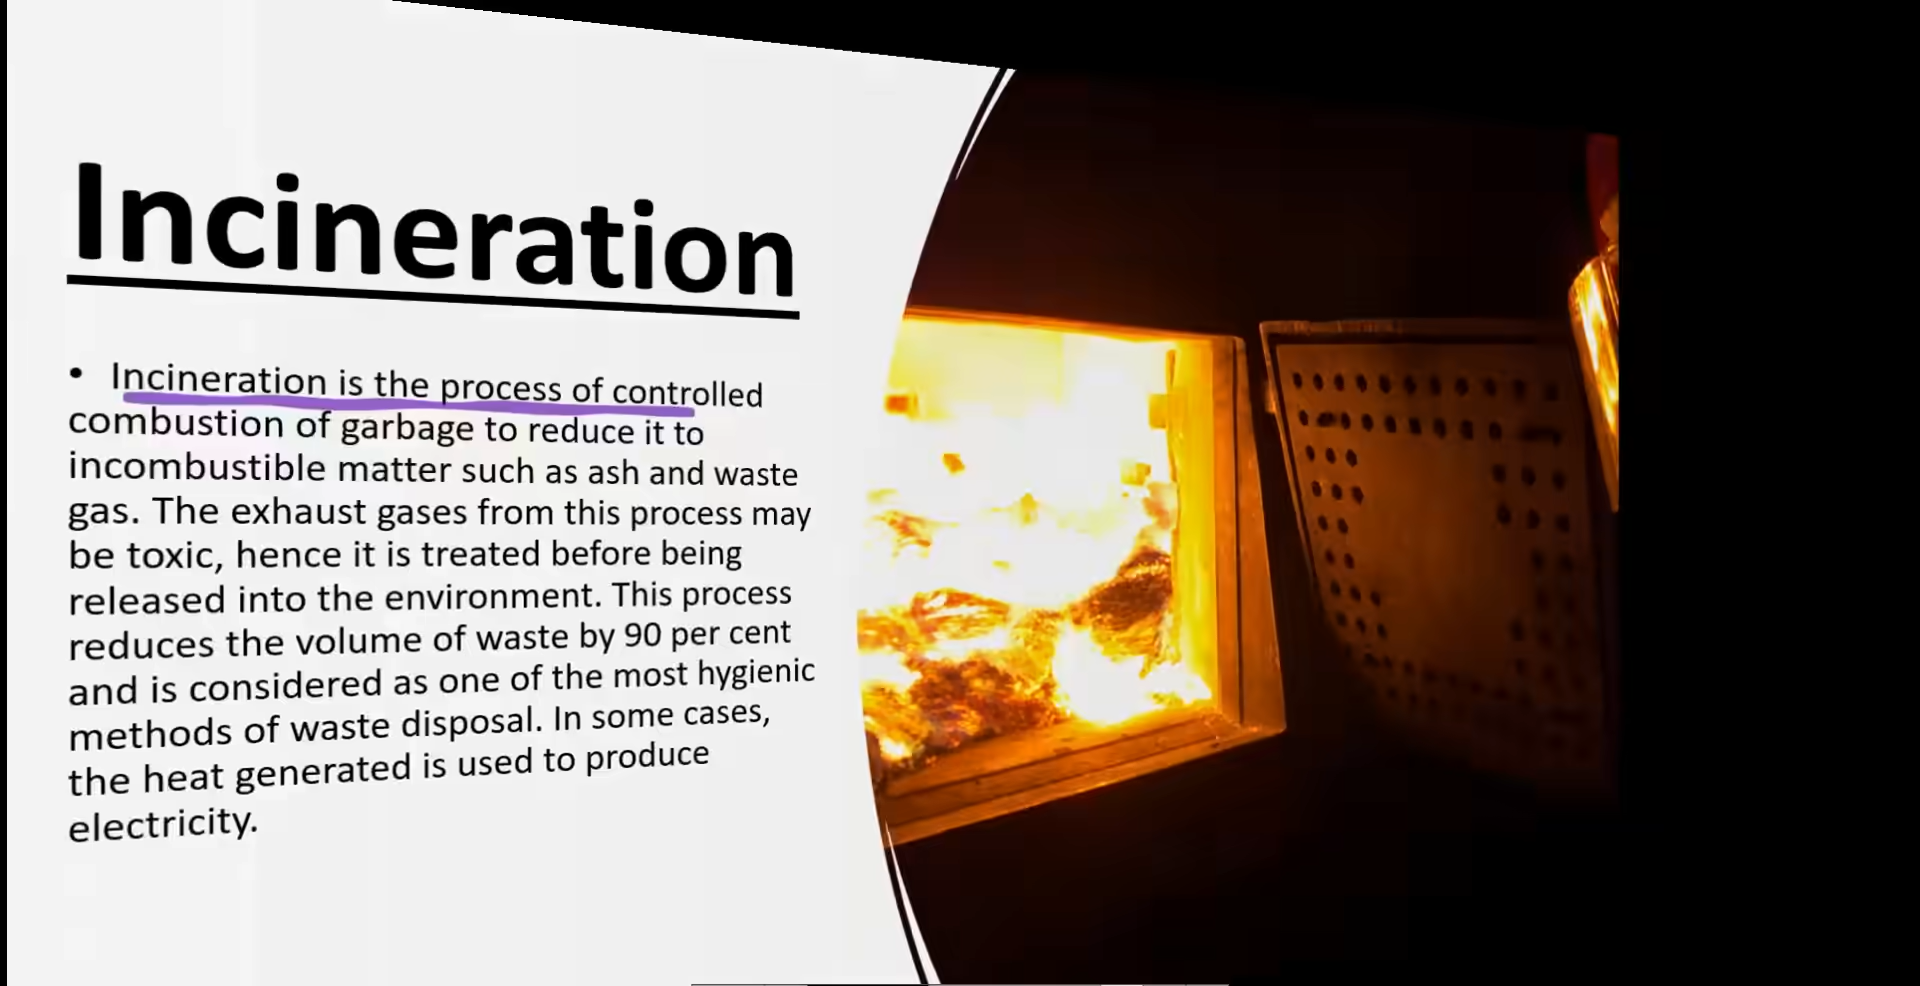 Incineration
• Incineration is the process of controlled
combustion of garbage to reduce it to
incombustible matter such as ash and waste
gas. The exhaust gases from this process may
be toxic, hence it is treated before being
released into the environment. This process
reduces the volume of waste by 90 per cent
and is considered as one of the most hygienic
methods of waste disposal. In some cases,
the heat generated is used to produce
electricity.